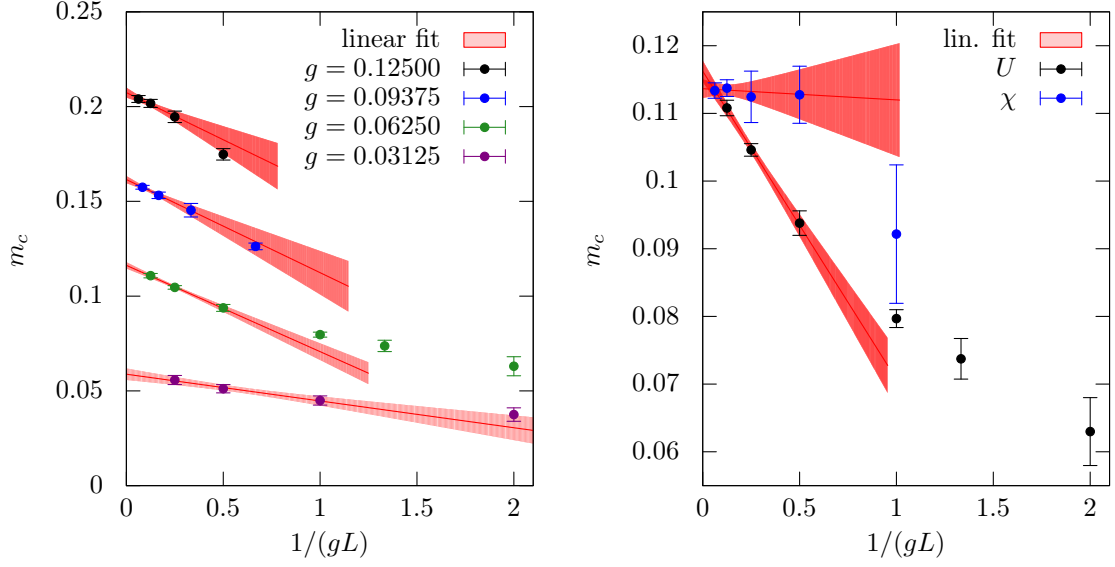 0.25
0.2
0.15
0.1
0.05
0
m_c
0 0.5 1 1.5 2
1/(gL)
linear fit
g = 0.12500
g = 0.09375
g = 0.06250
g = 0.03125
0.12
0.11
0.1
0.09
0.08
0.07
0.06
m_c
0 0.5 1 1.5 2
1/(gL)
lin. fit
U
χ